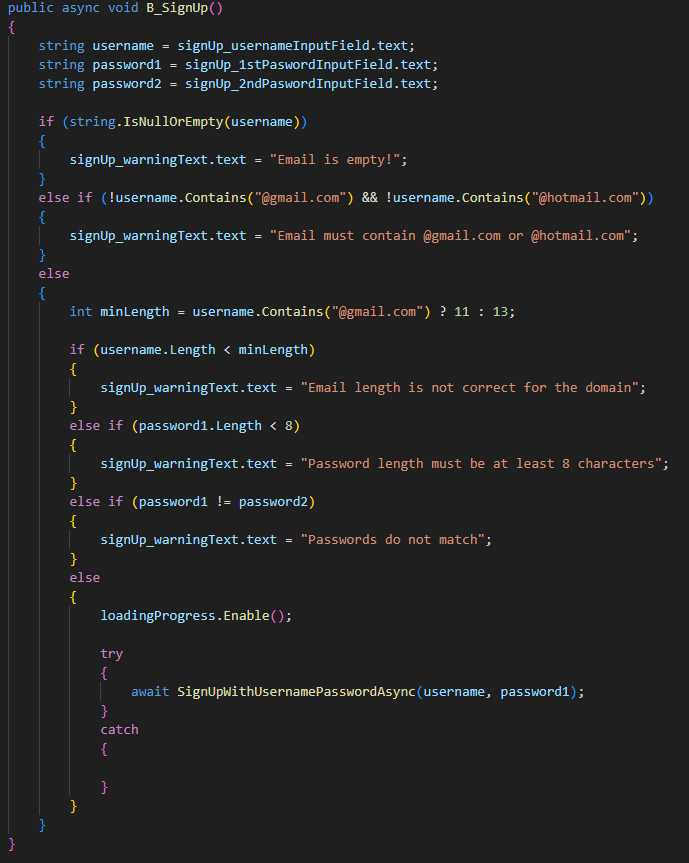 public async void B_SignUp()
{
    string username = signUp_usernameInputField.text;
    string password1 = signUp_1stPaswordInputField.text;
    string password2 = signUp_2ndPaswordInputField.text;

    if (string.IsNullOrEmpty(username))
    {
        signUp_warningText.text = "Email is empty!";
    }
    else if (!username.Contains("@gmail.com") && !username.Contains("@hotmail.com"))
    {
        signUp_warningText.text = "Email must contain @gmail.com or @hotmail.com";
    }
    else
    {
        int minLength = username.Contains("@gmail.com") ? 11 : 13;

        if (username.Length < minLength)
        {
            signUp_warningText.text = "Email length is not correct for the domain";
        }
        else if (password1.Length < 8)
        {
            signUp_warningText.text = "Password length must be at least 8 characters";
        }
        else if (password1 != password2)
        {
            signUp_warningText.text = "Passwords do not match";
        }
        else
        {
            loadingProgress.Enable();

            try
            {
                await SignUpWithUsernamePasswordAsync(username, password1);
            }
            catch
            {

            }
        }
    }
}